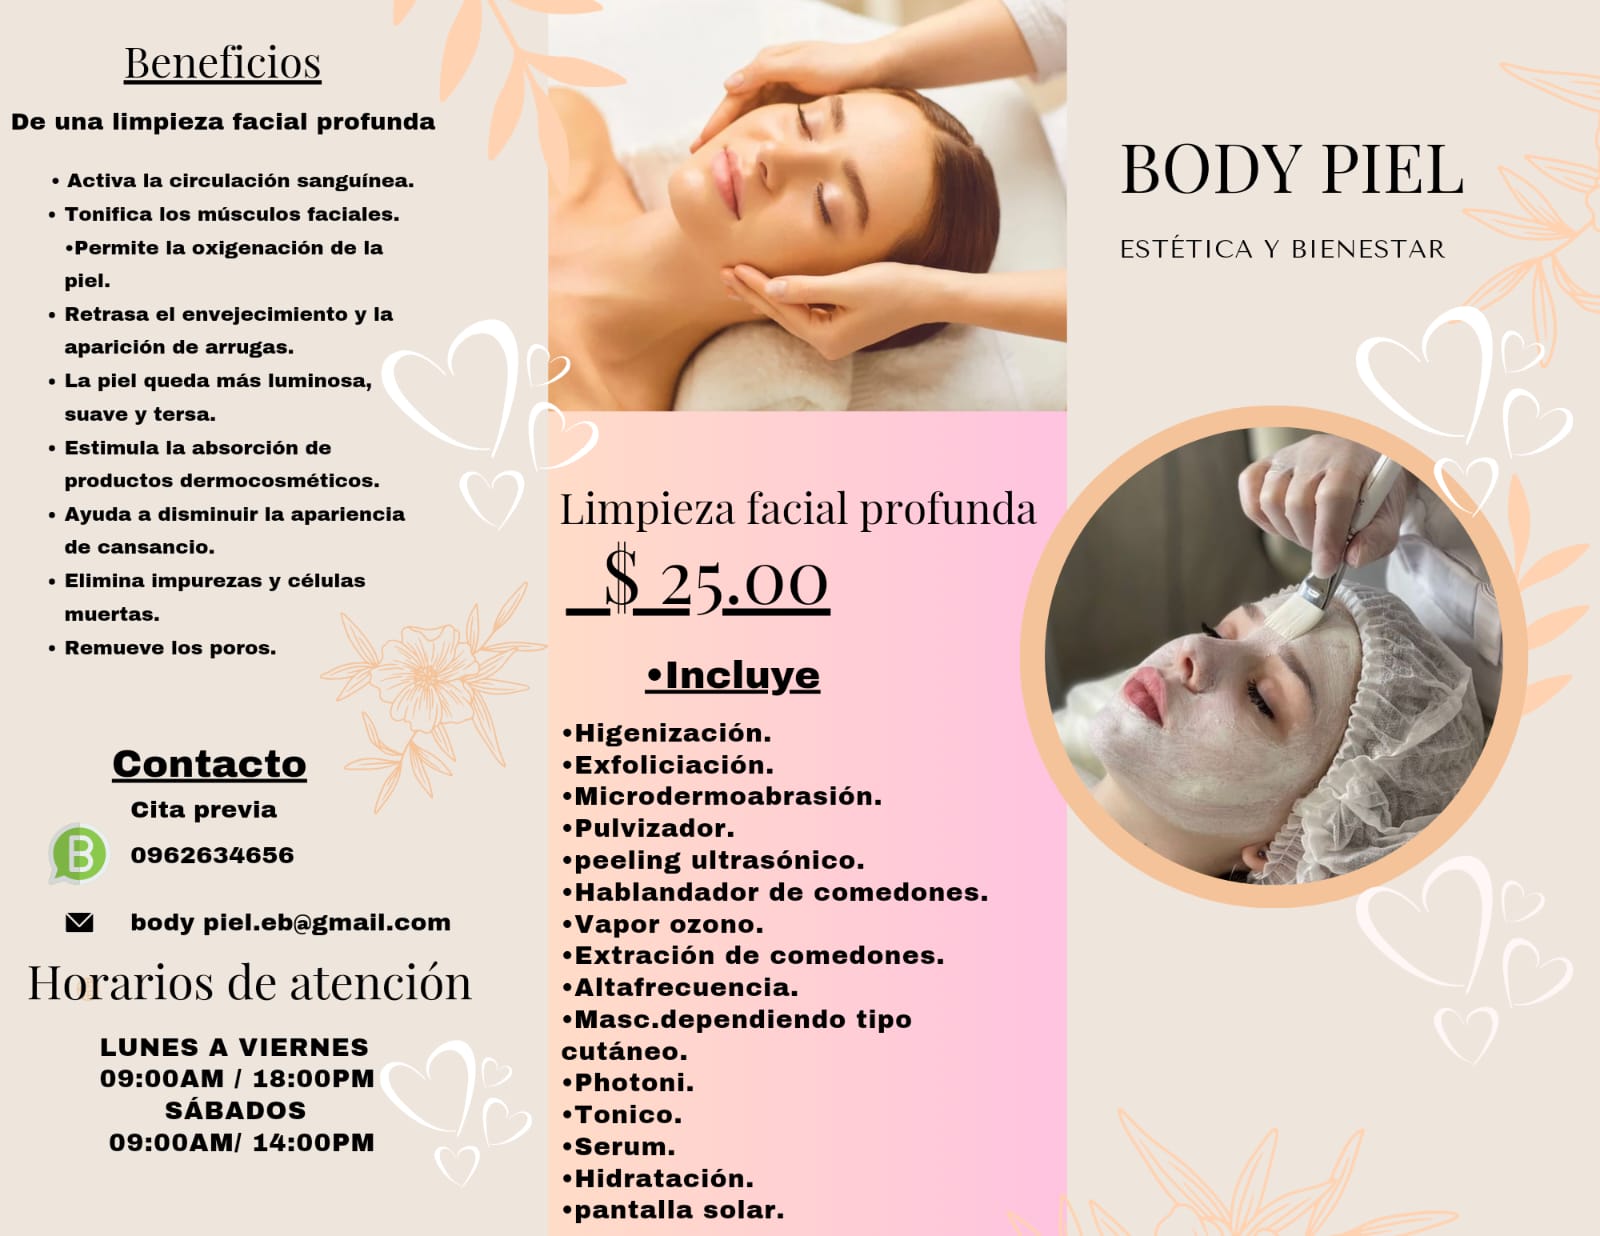 Beneficios
De una limpieza facial profunda
• Activa la circulación sanguínea.
• Tonifica los músculos faciales.
•Permite la oxigenación de la
piel.
• Retrasa el envejecimiento y la
aparición de arrugas.
• La piel queda más luminosa,
suave y tersa.
• Estimula la absorción de
productos dermocosméticos.
• Ayuda a disminuir la apariencia
de cansancio.
• Elimina impurezas y células
muertas.
• Remueve los poros.
Contacto
Cita previa
B
0962634656
body piel.eb@gmail.com
Horarios de atención
LUNES A VIERNES
09:00AM / 18:00PM
SÁBADOS
09:00AM/ 14:00PM
Limpieza facial profunda
$ 25.00
•Incluye
•Higenización.
•Exfoliciación.
•Microdermoabrasión.
•Pulvizador.
•peeling ultrasónico.
•Hablandador de comedones.
•Vapor ozono.
•Extración de comedones.
•Altafrecuencia.
•Masc.dependiendo tipo
cutáneo.
•Photoni.
•Tonico.
•Serum.
•Hidratación.
•pantalla solar.
BODY PIEL
ESTÉTICA Y BIENESTAR